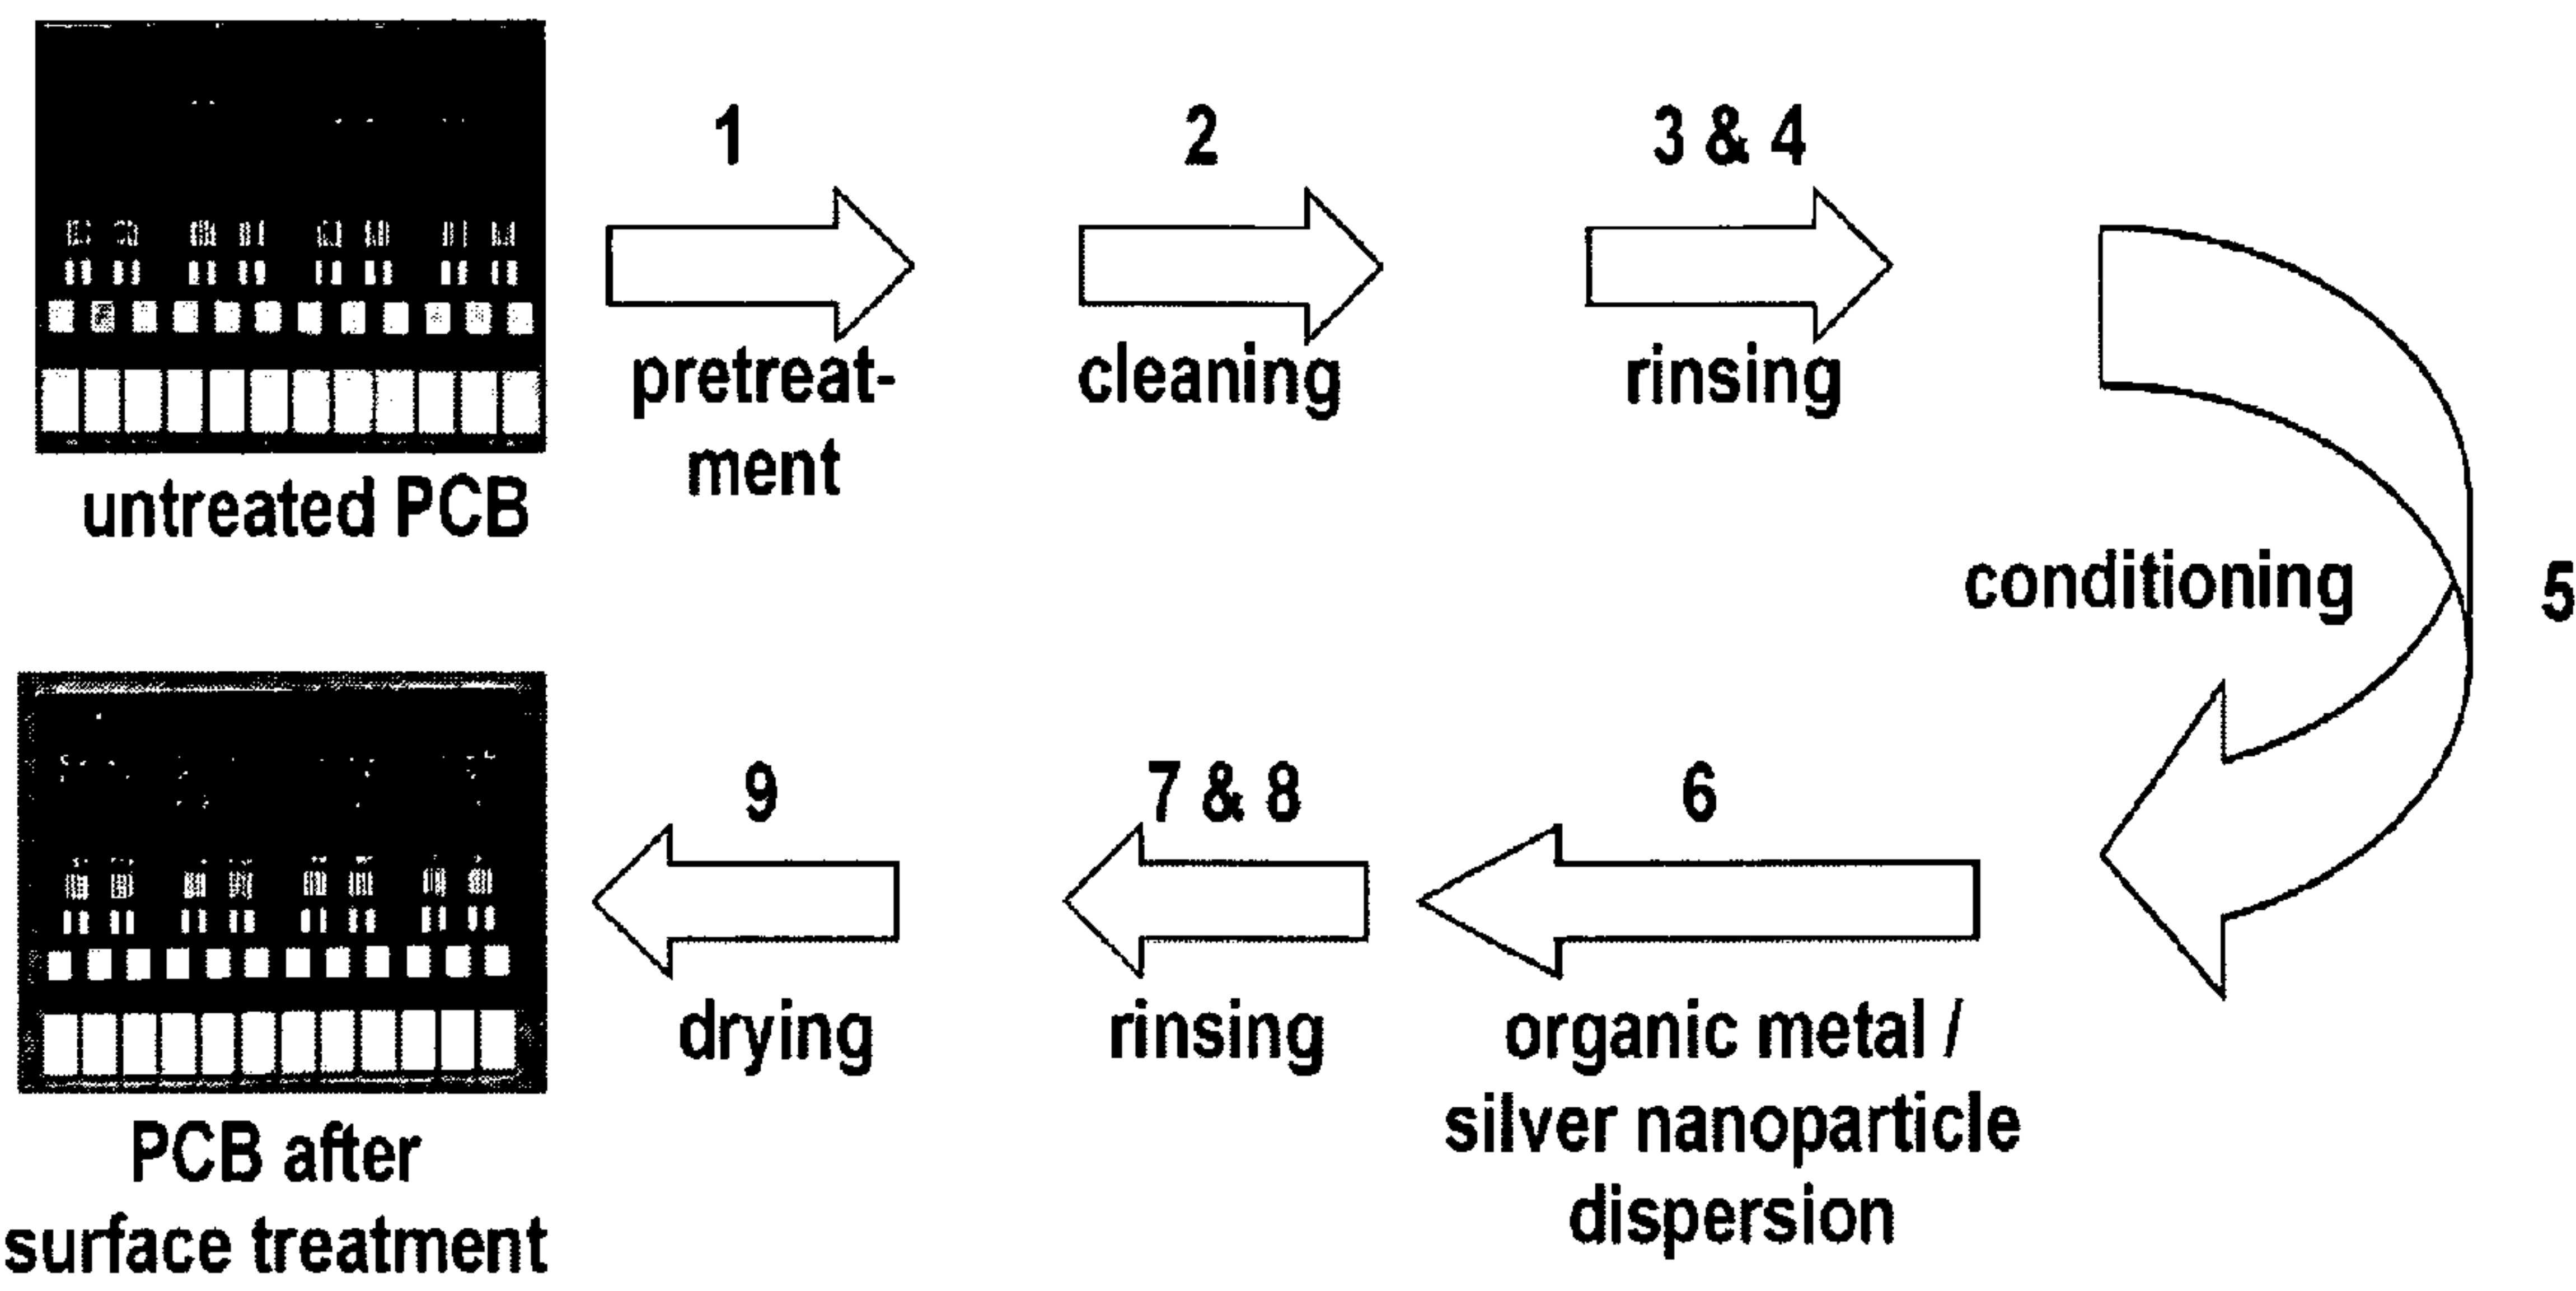 1
2
3 & 4
pretreat-
ment
cleaning
rinsing
untreated PCB
conditioning
5
9
7 & 8
6
drying
rinsing
organic metal /
silver nanoparticle
dispersion
PCB after
surface treatment